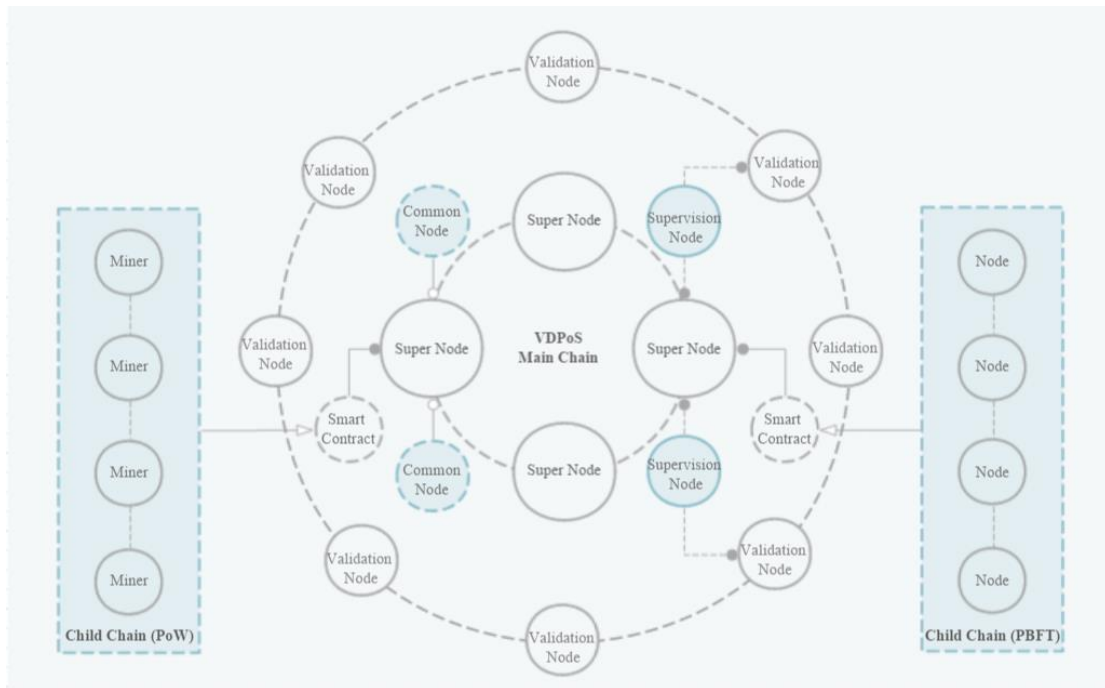 Validation
Node
Validation
Node
Validation
Node
Common
Node
Super Node
Supervision
Node
Miner
Node
Validation
Node
Super Node
VDPoS
Main Chain
Super Node
Validation
Node
Miner
Node
Smart
Contract
Smart
Contract
Common
Node
Super Node
Supervision
Node
Miner
Node
Validation
Node
Validation
Node
Miner
Node
Validation
Node
Child Chain (PoW)
Child Chain (PBFT)